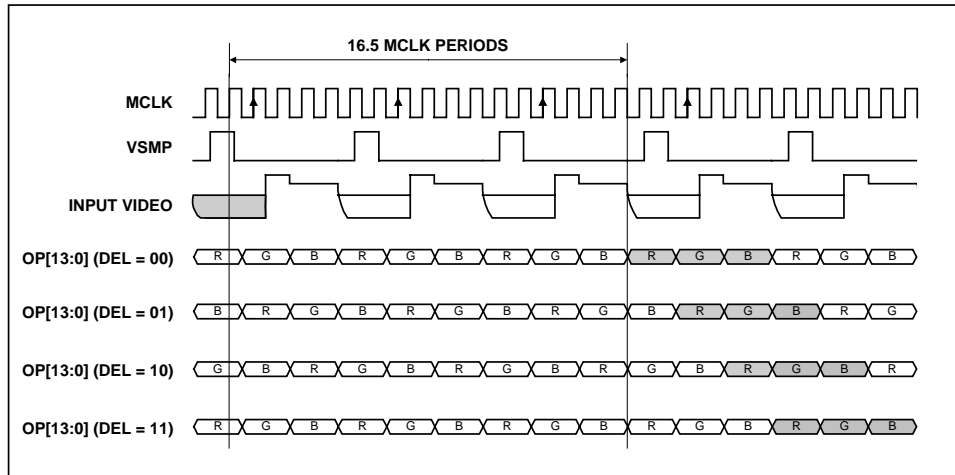 16.5 MCLK PERIODS
MCLK
VSMP
INPUT VIDEO
OP[13:0] (DEL = 00) R G B R G B R G B R G B R G B
OP[13:0] (DEL = 01) B R G B R G B R G B R G B R G
OP[13:0] (DEL = 10) G B R G B R G B R G B R G B R
OP[13:0] (DEL = 11) R G B R G B R G B R G B R G B